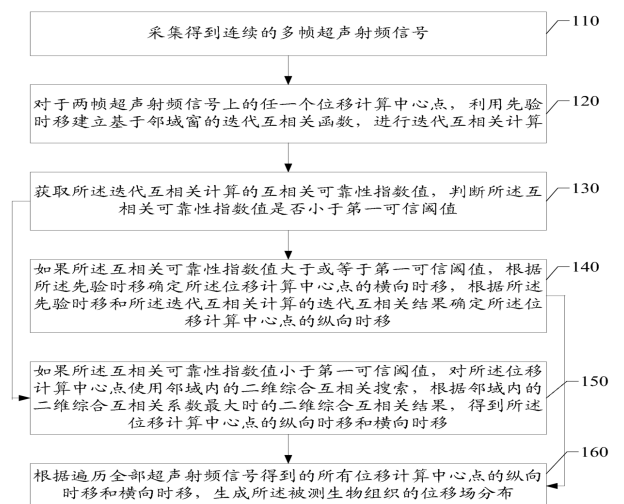 采集得到连续的多帧超声射频信号
110
对于两帧超声射频信号上的任一个位移计算中心点，利用先验
时移建立基于邻域窗的迭代互相关函数，进行迭代互相关计算
120
获取所述迭代互相关计算的互相关可靠性指数值，判断所述互
相关可靠性指数值是否小于第一可信阈值
130
如果所述互相关可靠性指数值大于或等于第一可信阈值，根据
所述先验时移确定所述位移计算中心点的横向时移，根据所述
先验时移和所述迭代互相关计算的迭代互相关结果确定所述位
移计算中心点的纵向时移
140
如果所述互相关可靠性指数值小于第一可信阈值，对所述位移
计算中心点使用邻域内的二维综合互相关搜索，根据邻域内的
二维综合互相关系数最大时的二维综合互相关结果，得到所述
位移计算中心点的纵向时移和横向时移
150
根据遍历全部超声射频信号得到的所有位移计算中心点的纵向
时移和横向时移，生成所述被测生物组织的位移场分布
160